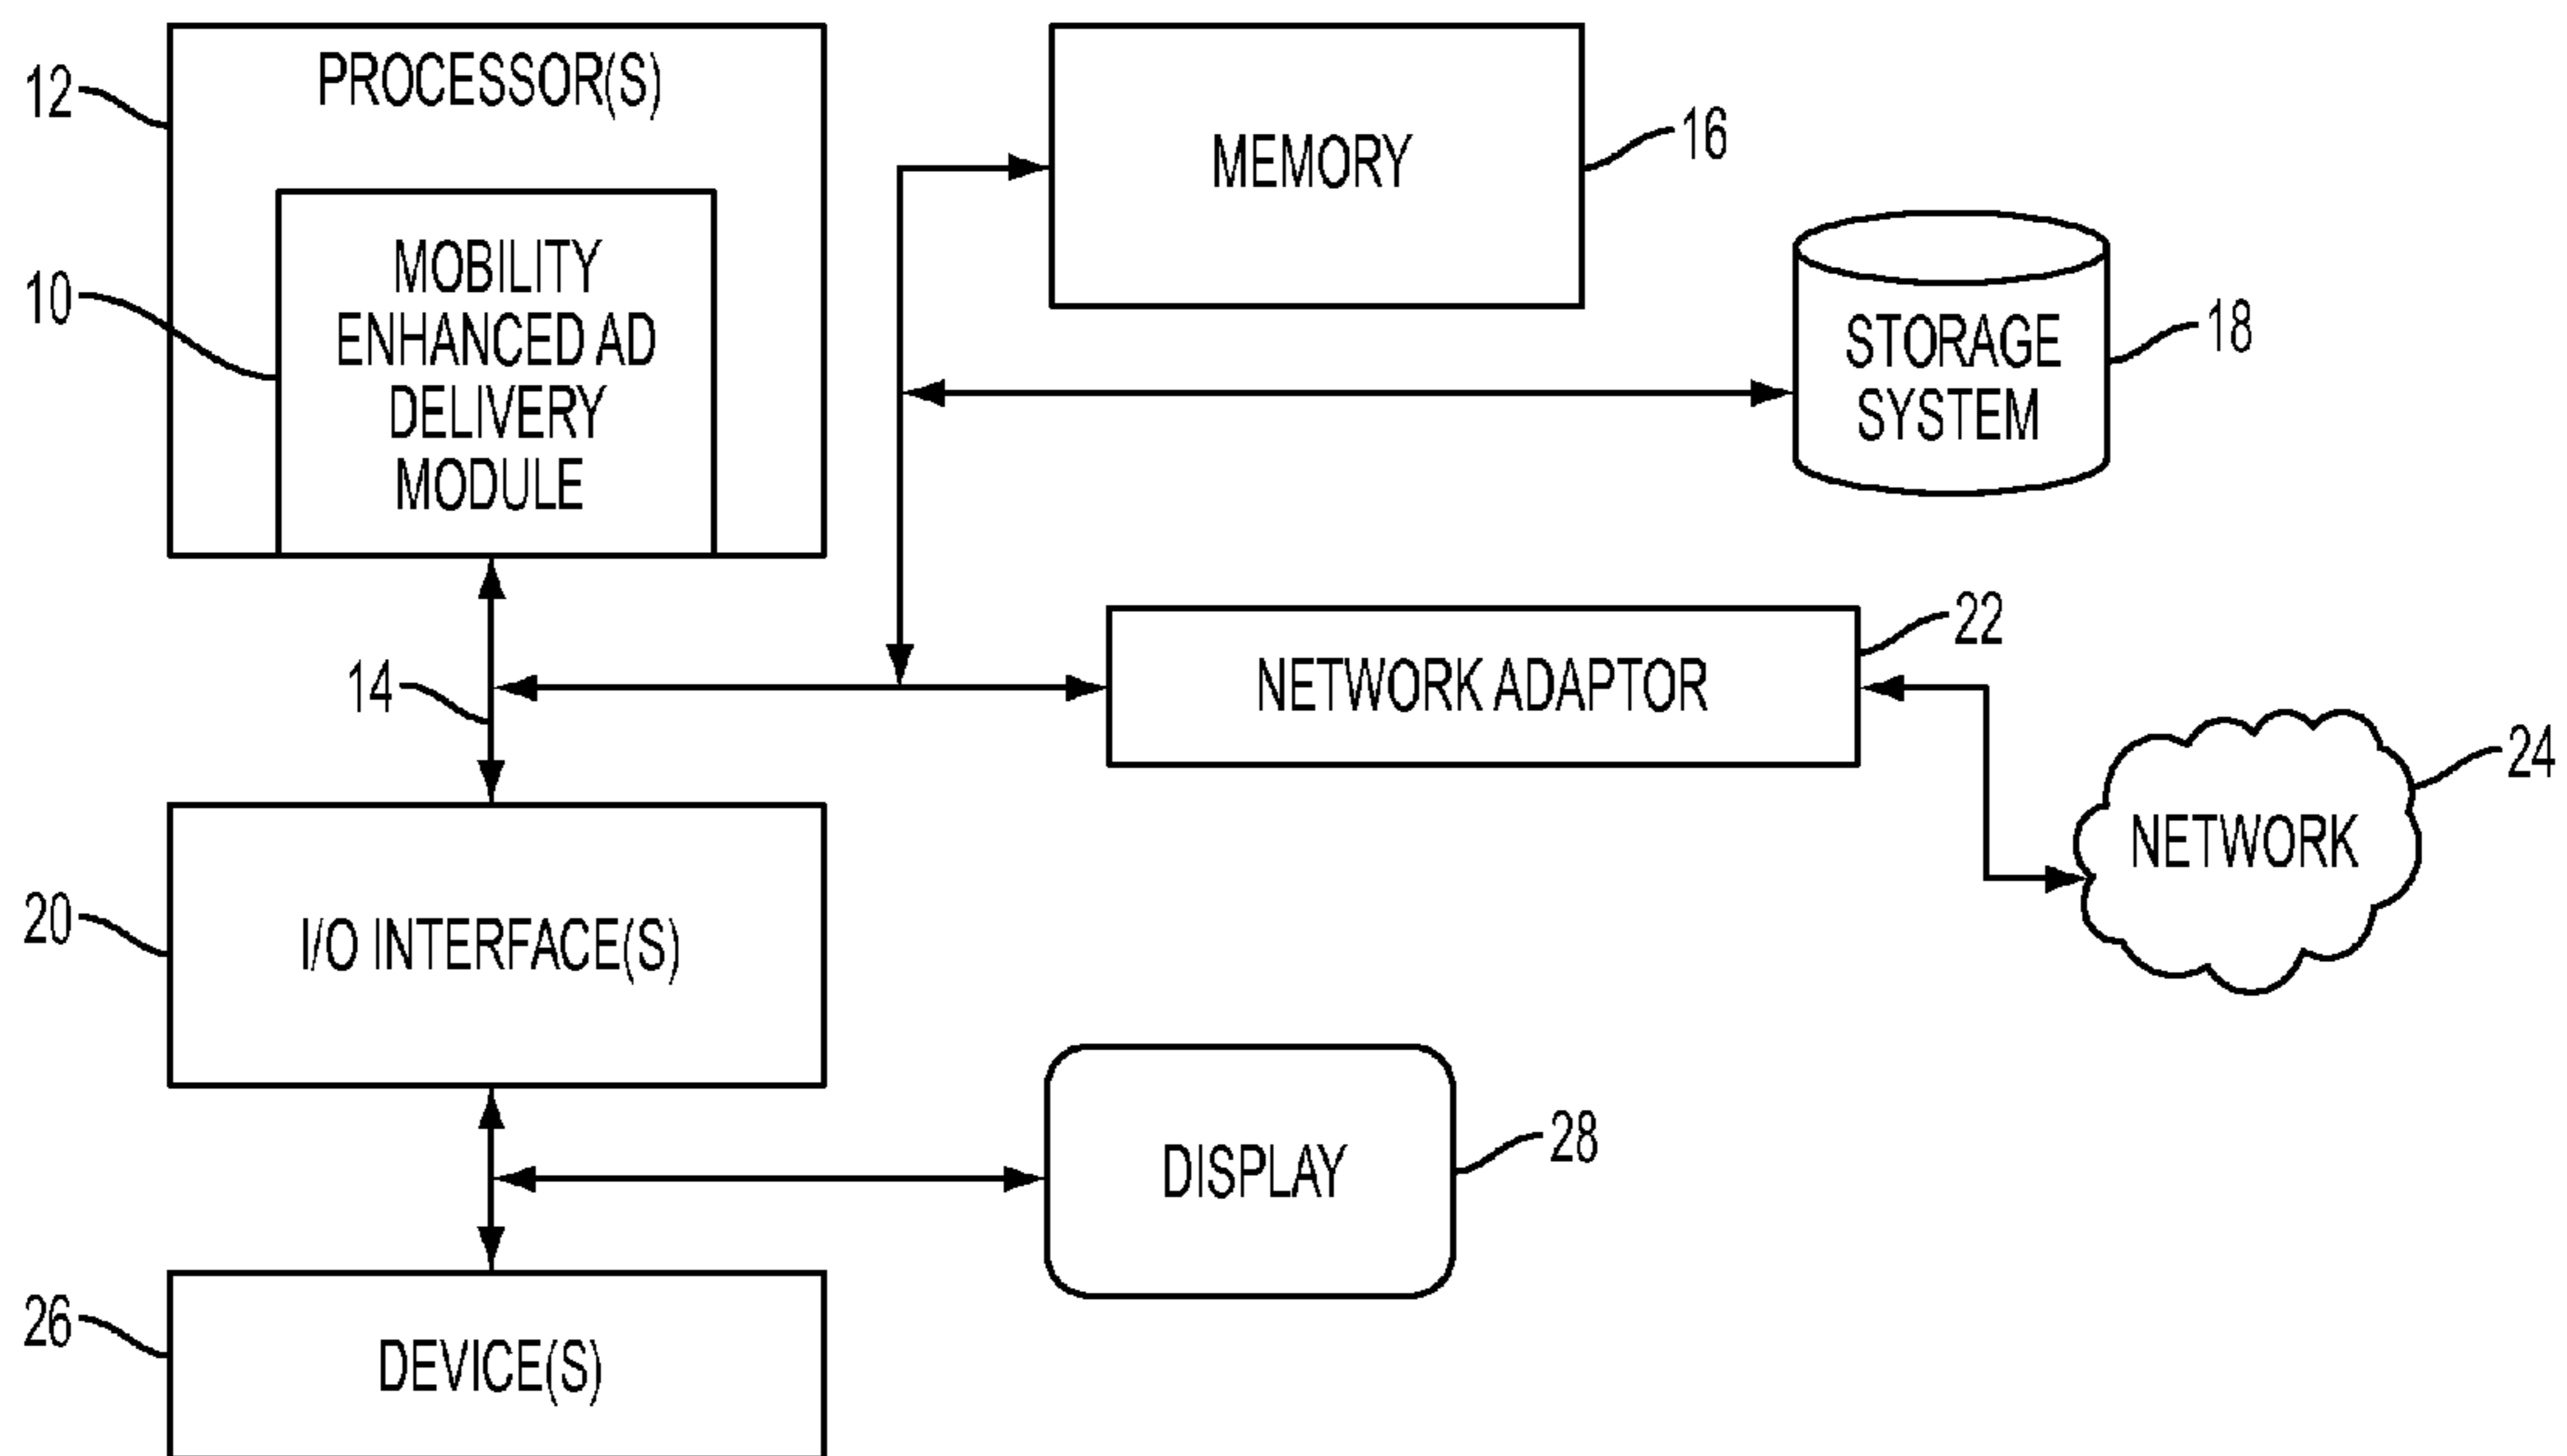 12
PROCESSOR(S)
10
MOBILITY
ENHANCED AD
DELIVERY
MODULE
MEMORY
16
STORAGE
SYSTEM
18
14
NETWORK ADAPTOR
22
NETWORK
24
20
I/O INTERFACE(S)
DISPLAY
28
26
DEVICE(S)